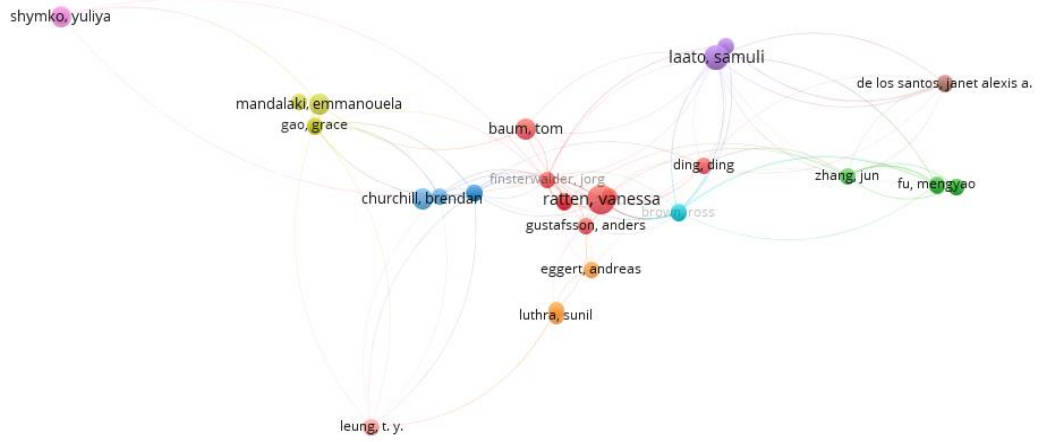 shymko, yuliya
laato, samuli
de los santos, janet alexis a.
mandalaki, emmanouela
gao, grace
baum, tom
ding, ding
zhang, jun
finsterwalder, jorg
fu, mengyao
churchill, brendan
ratten, vanessa
brown, ross
gustafsson, anders
eggert, andreas
luthra, sunil
leung, t. y.